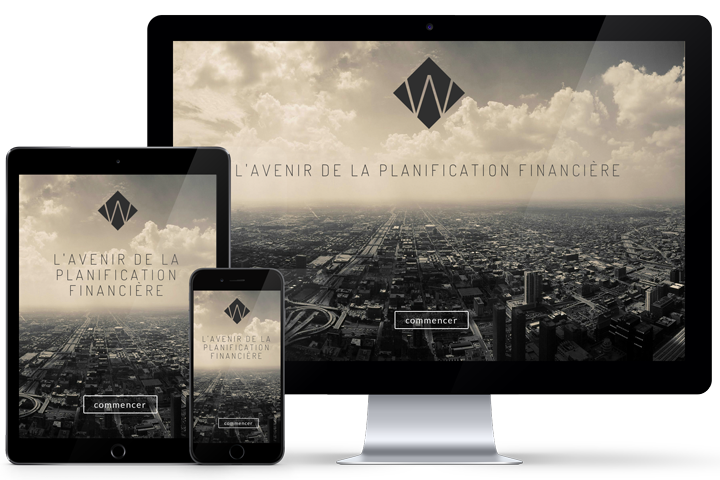 W
L'AVENIR DE LA PLANIFICATION FINANCIÈRE
commencer
W
L'AVENIR DE LA
PLANIFICATION
FINANCIÈRE
commencer
W
L'AVENIR DE LA
PLANIFICATION
FINANCIÈRE
commencer